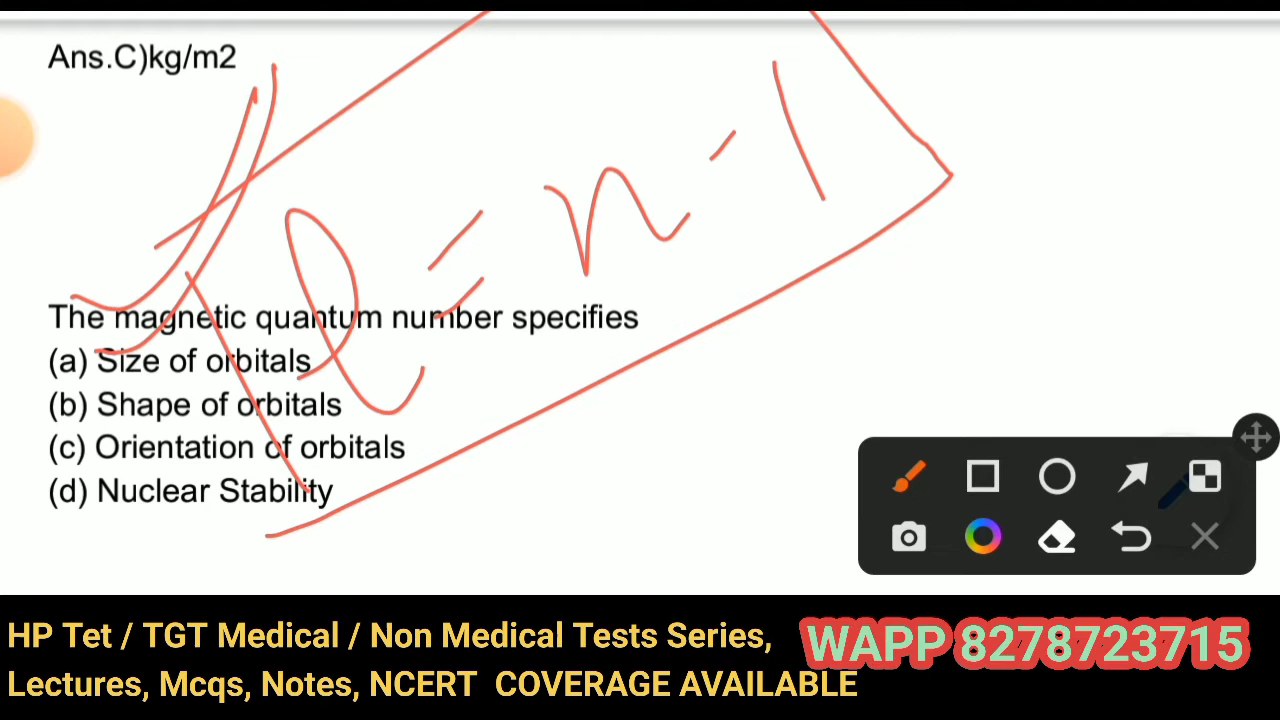 Ans.C)kg/m2
l = n - 1
The magnetic quantum number specifies
(a) Size of orbitals
(b) Shape of orbitals
(c) Orientation of orbitals
(d) Nuclear Stability
HP Tet / TGT Medical / Non Medical Tests Series,
Lectures, Mcqs, Notes, NCERT COVERAGE AVAILABLE
WAPP 8278723715